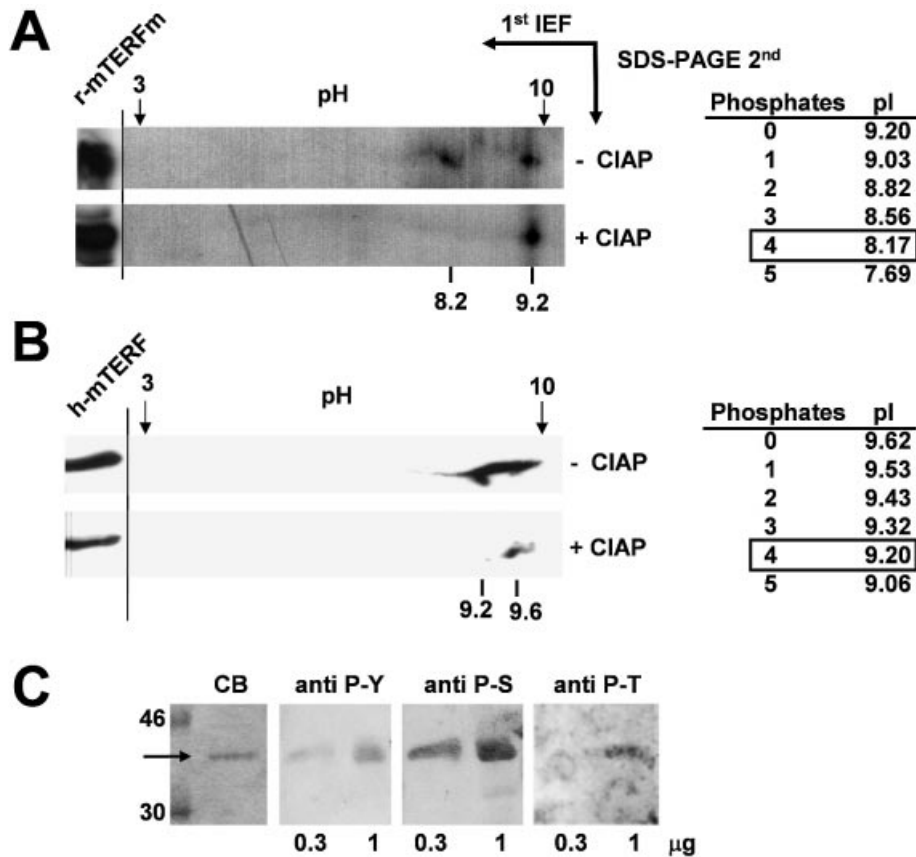 A
1st IEF
SDS-PAGE 2nd
r-mTERFm
3
pH
10
- CIAP
+ CIAP
8.2 9.2
Phosphates pI
0 9.20
1 9.03
2 8.82
3 8.56
4 8.17
5 7.69
B
h-mTERF
3
pH
10
- CIAP
+ CIAP
9.2 9.6
Phosphates pI
0 9.62
1 9.53
2 9.43
3 9.32
4 9.20
5 9.06
C
CB anti P-Y anti P-S anti P-T
46
30
0.3 1 0.3 1 0.3 1 μg